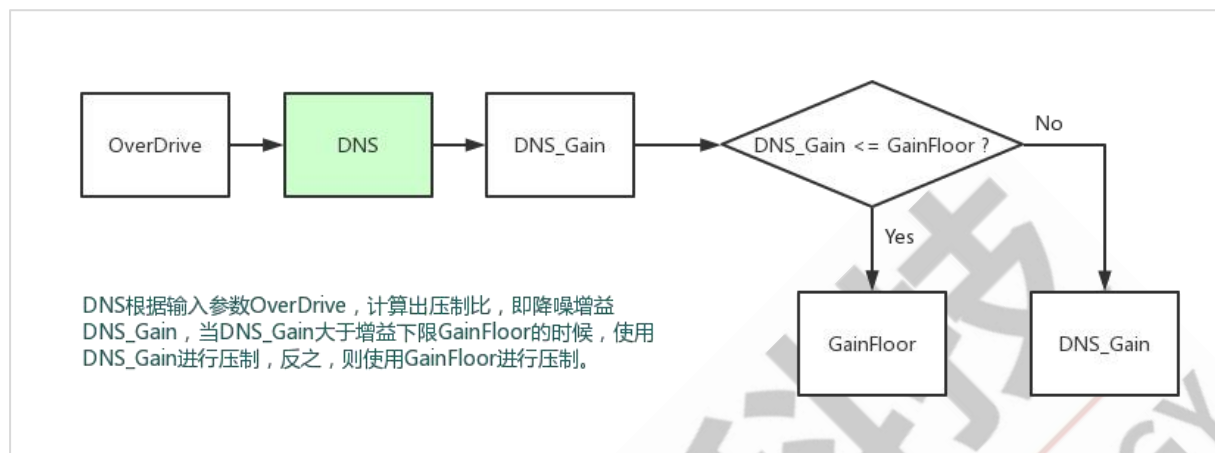 OverDrive
DNS
DNS_Gain
DNS_Gain <= GainFloor ?
No
Yes
DNS根据输入参数OverDrive，计算出压制比，即降噪增益
DNS_Gain，当DNS_Gain大于增益下限GainFloor的时候，使用
DNS_Gain进行压制，反之，则使用GainFloor进行压制。
GainFloor
DNS_Gain